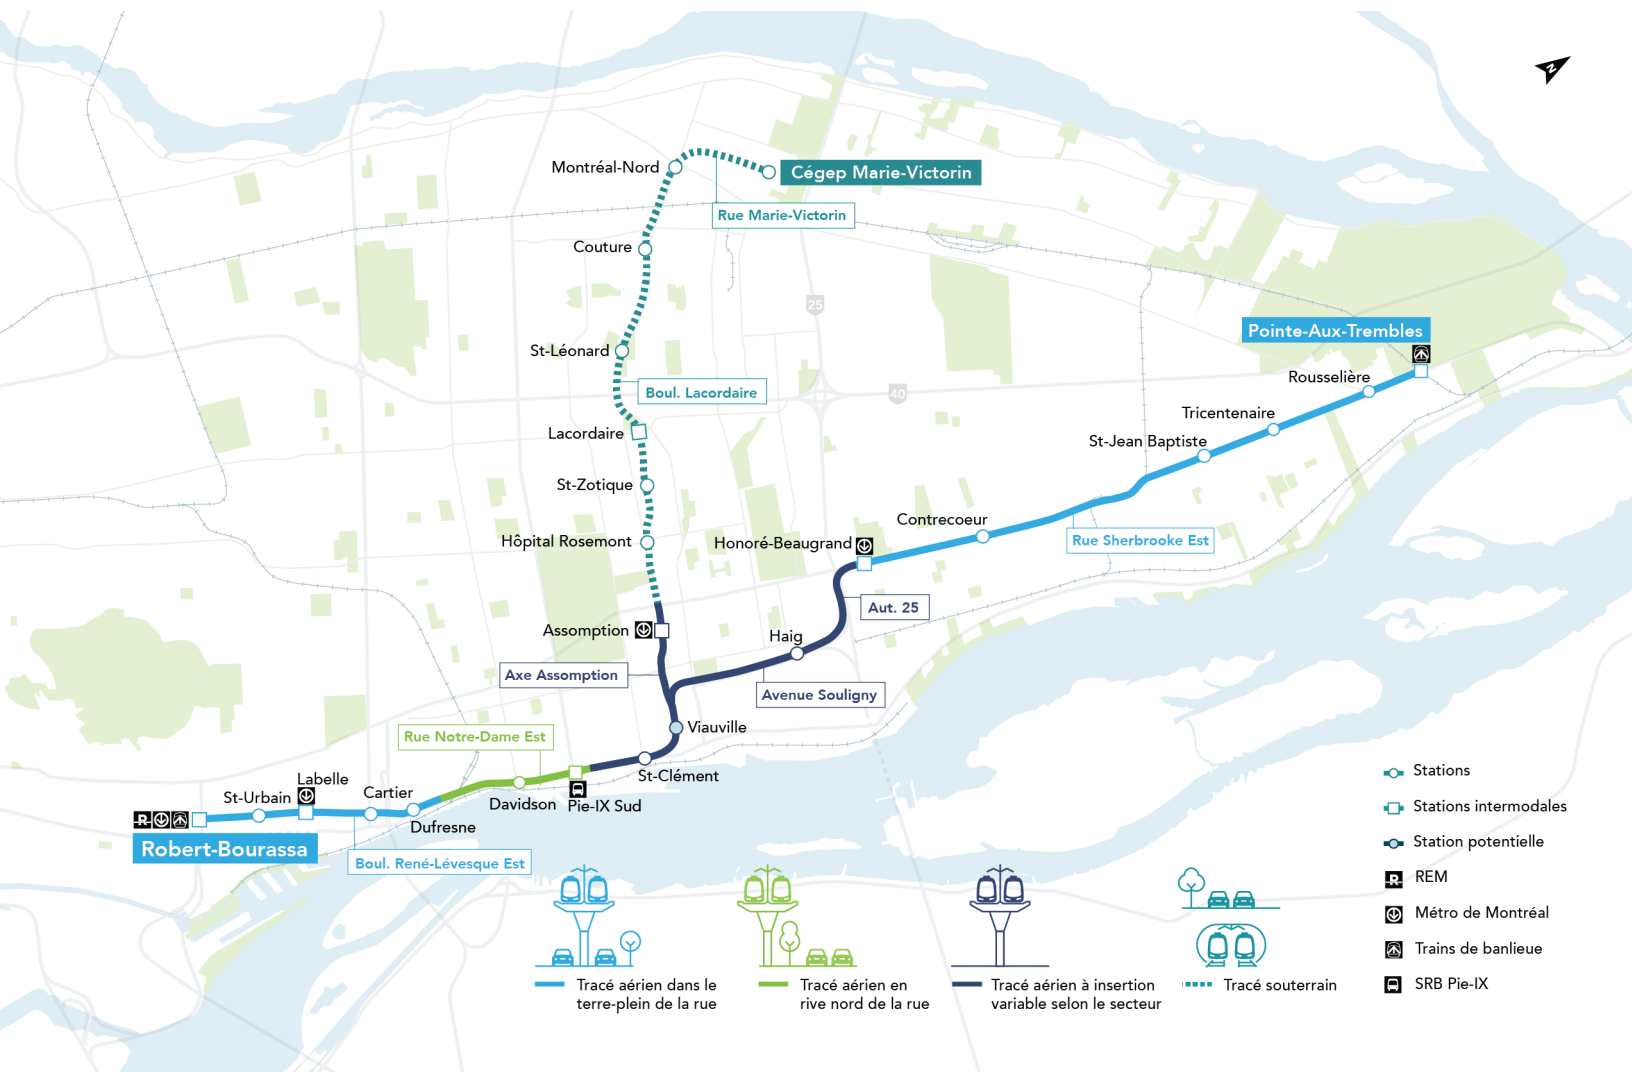 N
Montréal-Nord
Cégep Marie-Victorin
Rue Marie-Victorin
Couture
25
Pointe-Aux-Trembles
St-Léonard
Rousselière
Boul. Lacordaire
40
Tricentenaire
Lacordaire
St-Jean Baptiste
St-Zotique
Contrecoeur
Hôpital Rosemont
Honoré-Beaugrand
Rue Sherbrooke Est
Aut. 25
Assomption
Haig
Axe Assomption
Avenue Souligny
Viauville
Rue Notre-Dame Est
St-Clément
Labelle
St-Urbain
Cartier
Davidson
Pie-IX Sud
R
Dufresne
Robert-Bourassa
Boul. René-Lévesque Est
Stations
Stations intermodales
Station potentielle
R
REM
Métro de Montréal
Trains de banlieue
SRB Pie-IX
Tracé aérien dans le
terre-plein de la rue
Tracé aérien en
rive nord de la rue
Tracé aérien à insertion
variable selon le secteur
Tracé souterrain